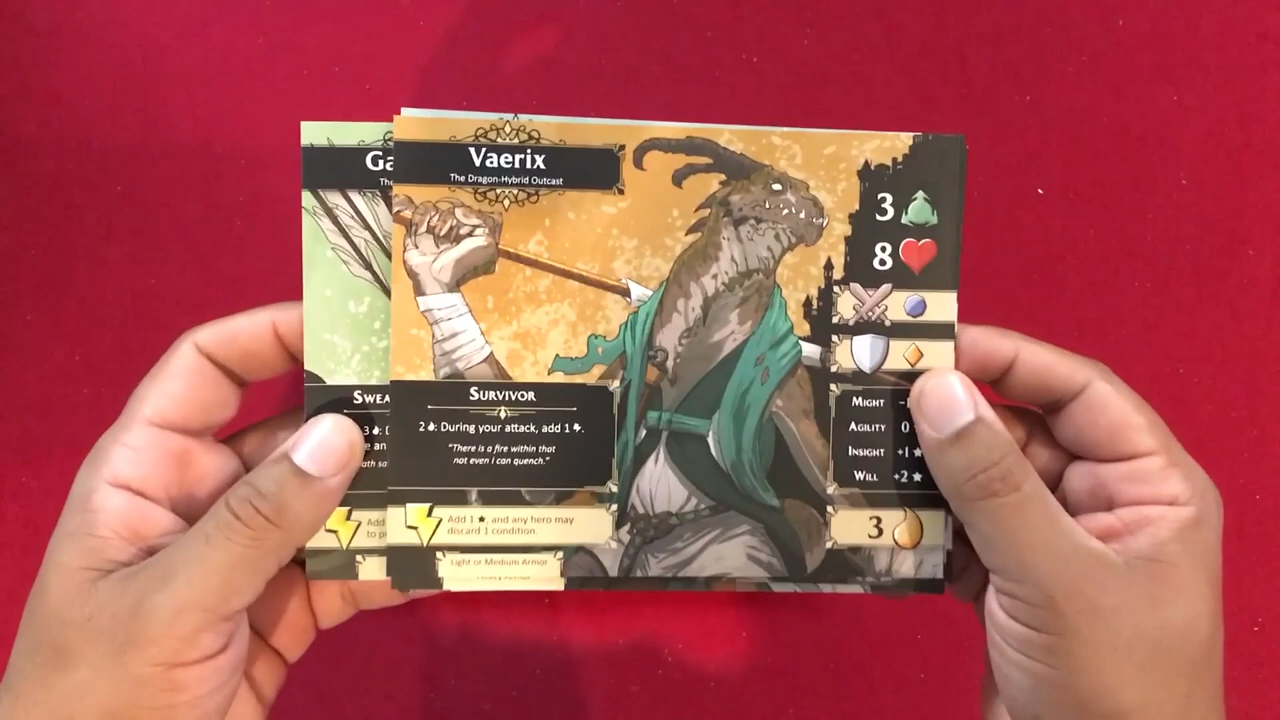 Vaerix
The Dragon-Hybrid Outcast
3
8
Survivor
2: During your attack, add 1.
"There is a fire within that
not even I can quench."
Add 1 ★, and any hero may
discard 1 condition.
Light or Medium Armor
Might
Agility 0
Insight +1 ★
Will +2 ★
3
Ga
3
Add